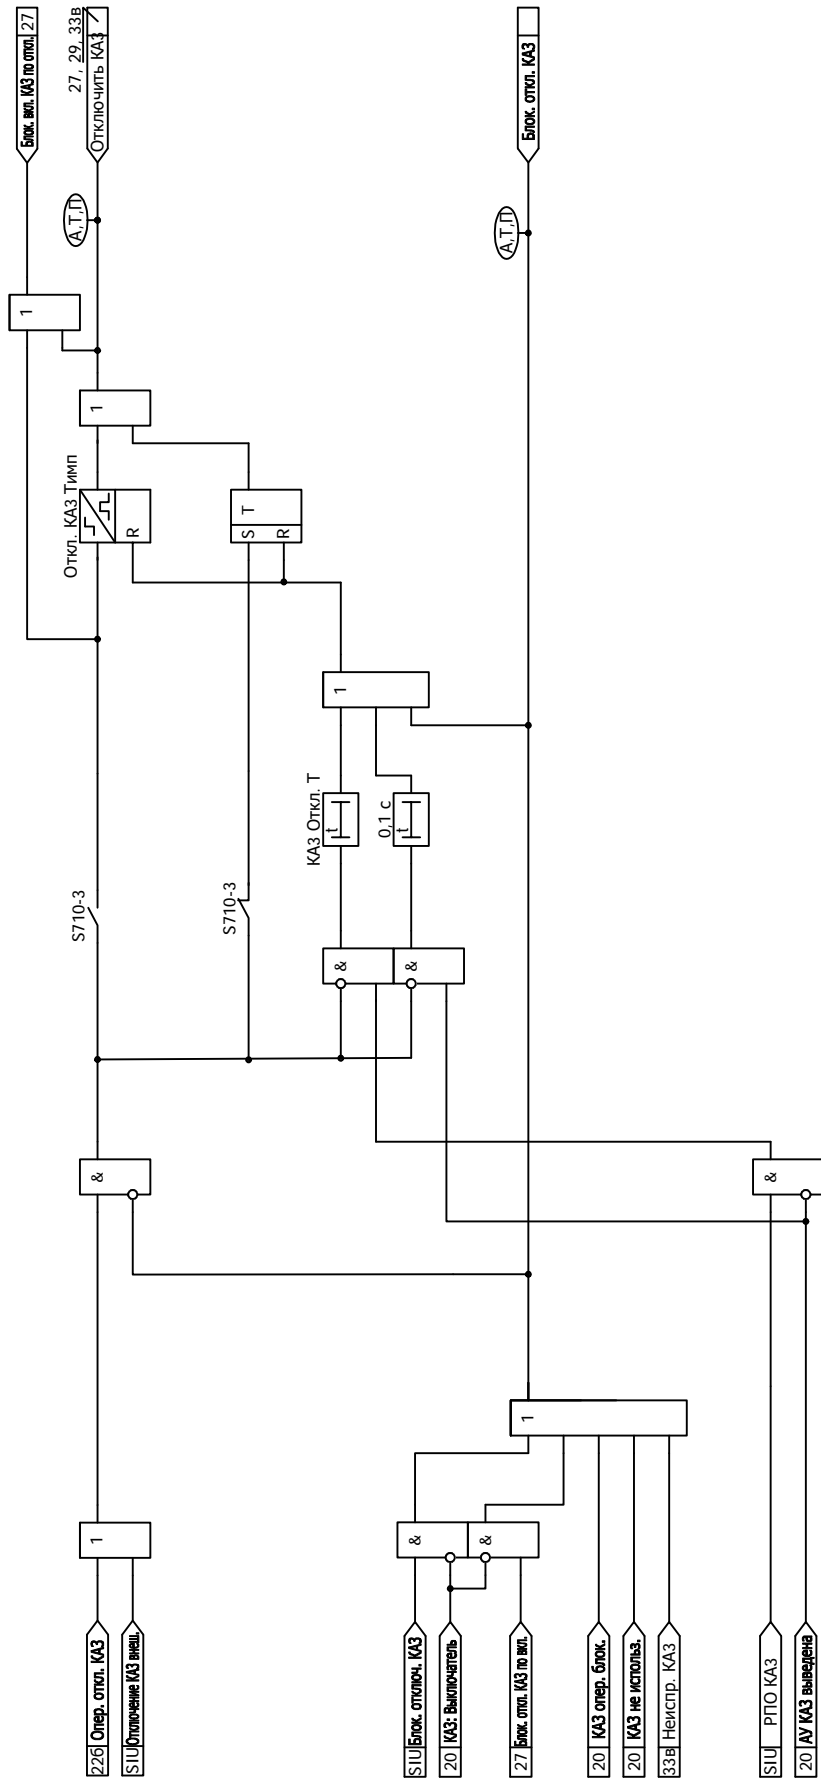 Блок. вкл. КАЗ по откл. 27
27, 29, 33в
Отключить КАЗ
А,Т,П
1
1
Откл. КАЗ Тимп
R
S T
R
1
КАЗ Откл. Т
t
0,1 с
t
S710-3
S710-3
&
&
&
1
22б Опер. откл. КАЗ
SIU Отключение КАЗ внеш.
Блок. откл. КАЗ
А,Т,П
1
&
&
SIU Блок. отключ. КАЗ
20 КАЗ: Выключатель
27 Блок. откл. КАЗ по вкл.
20 КАЗ опер. блок.
20 КАЗ не использ.
33в Неиспр. КАЗ
&
SIU РПО КАЗ
20 АУ КАЗ выведена